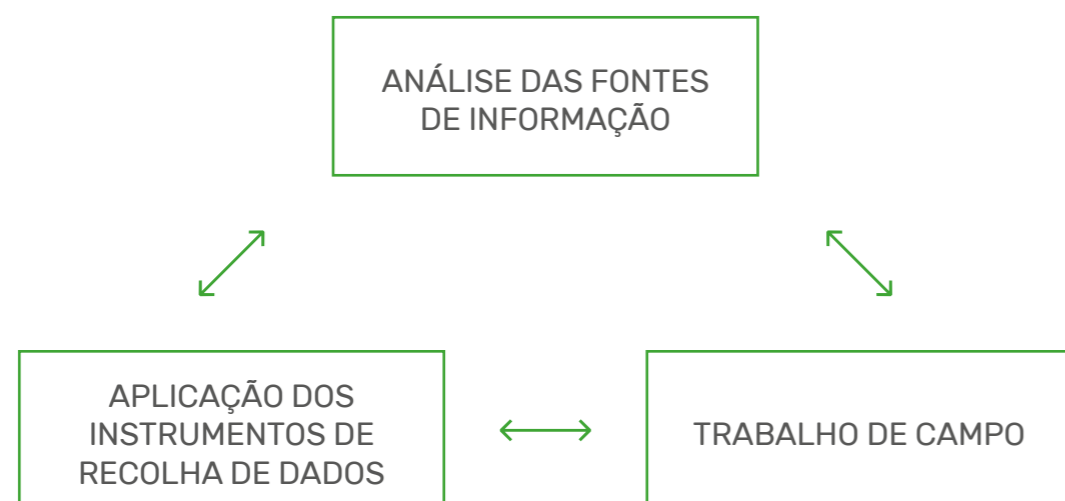 ANÁLISE DAS FONTES
DE INFORMAÇÃO
APLICAÇÃO DOS
INSTRUMENTOS DE
RECOLHA DE DADOS
TRABALHO DE CAMPO